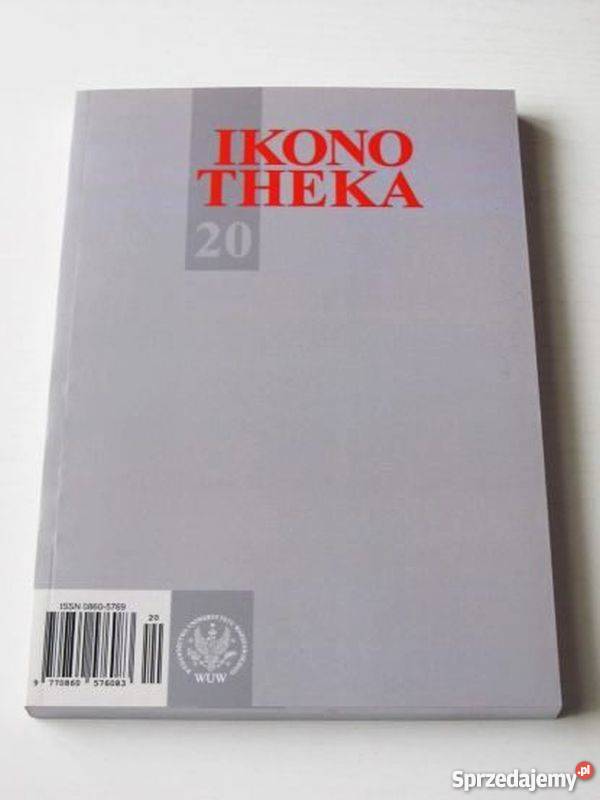 IKONO
THEKA
20
ISSN 0860-5769
20
9 770860 576083
WUW
Sprzedajemy.pl